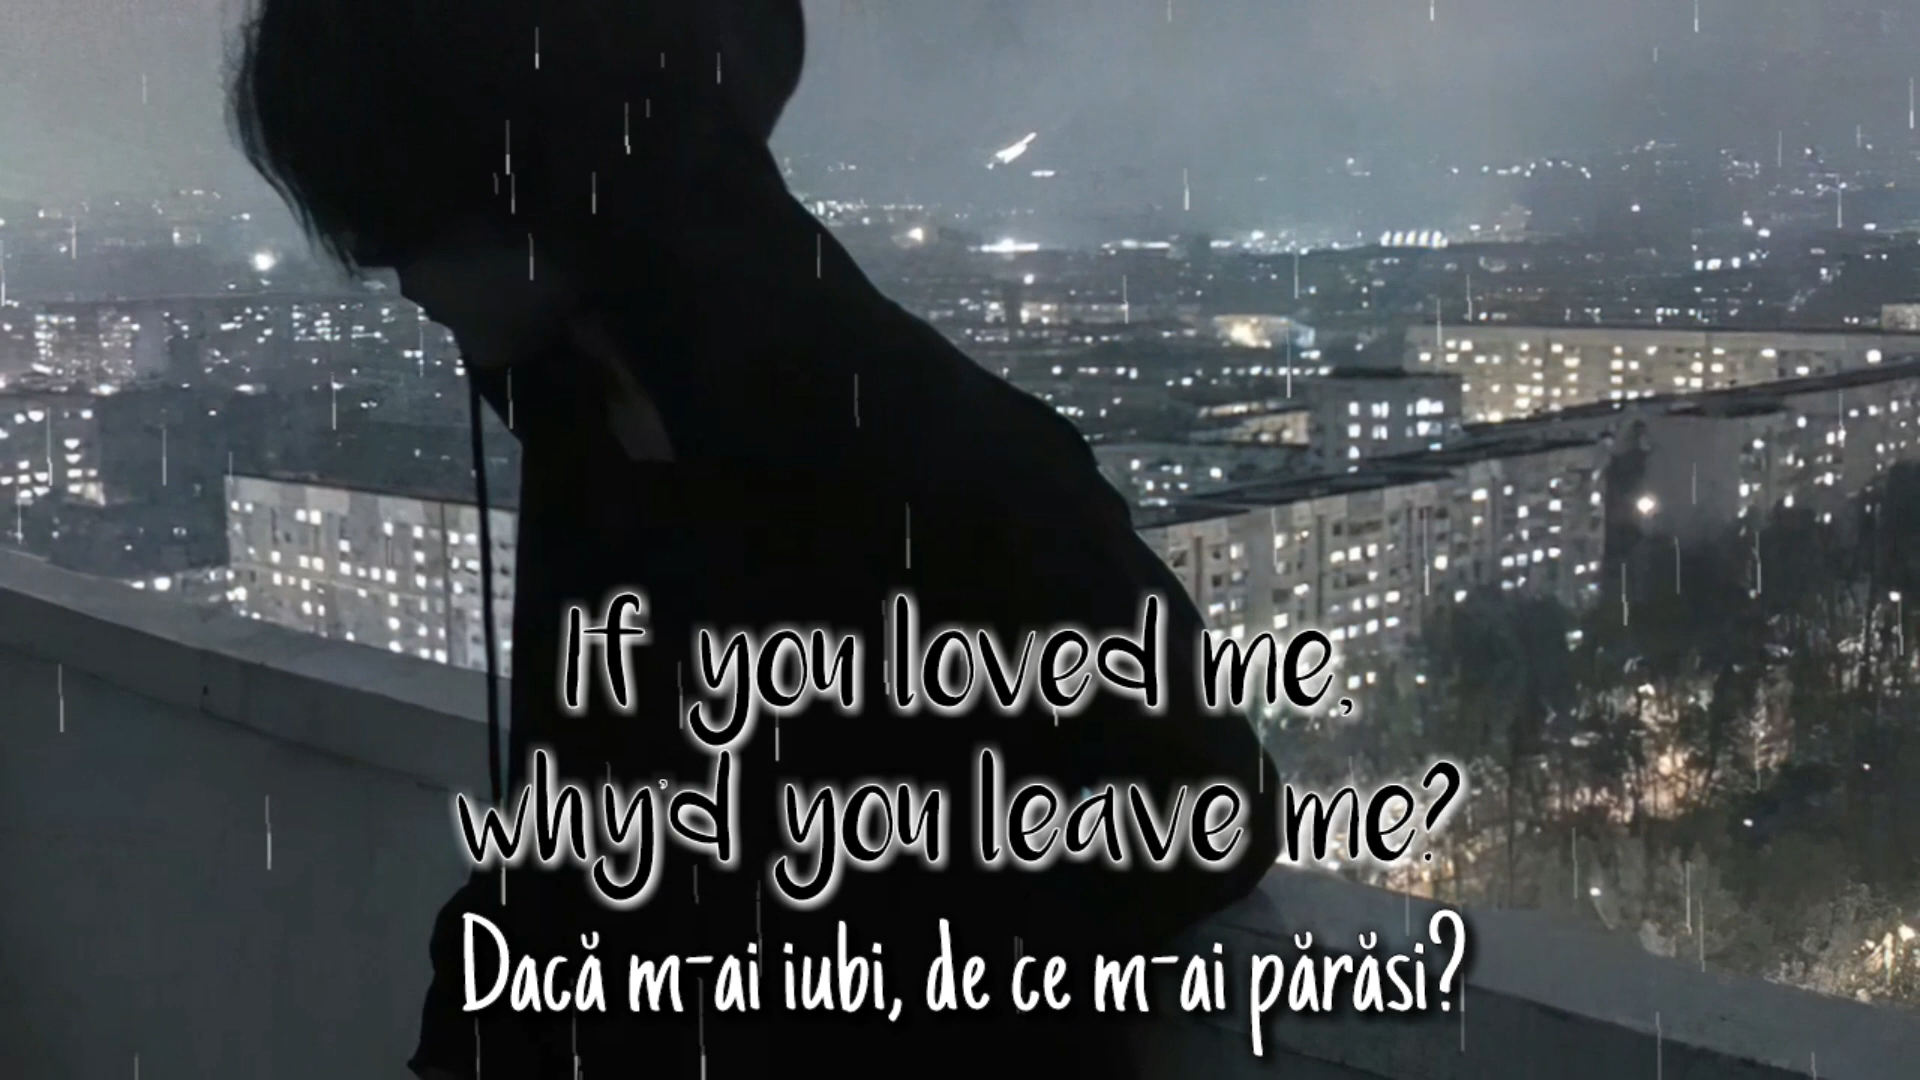 If you loved me,
why'd you leave me?
Dacă m-ai iubi, de ce m-ai părăsi?